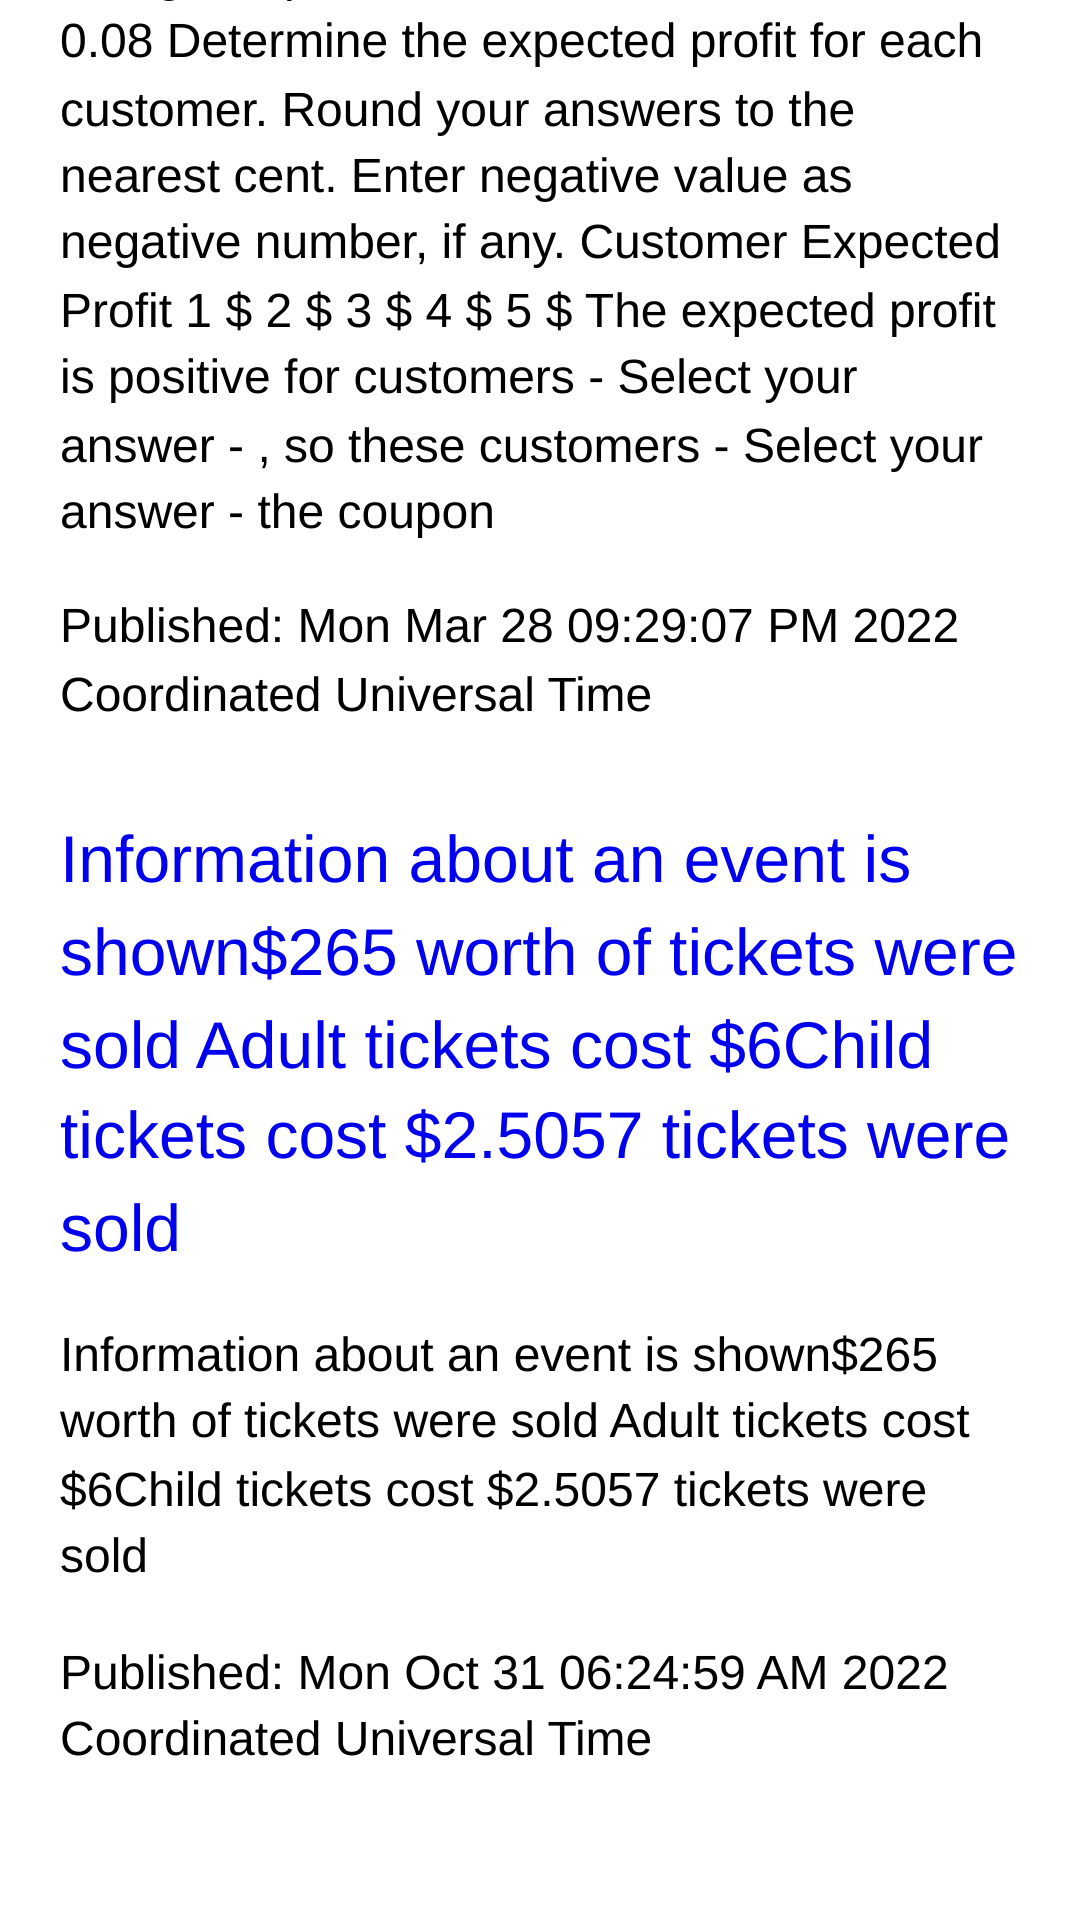 0.08 Determine the expected profit for each
customer. Round your answers to the
nearest cent. Enter negative value as
negative number, if any. Customer Expected
Profit 1 $ 2 $ 3 $ 4 $ 5 $ The expected profit
is positive for customers - Select your
answer - , so these customers - Select your
answer - the coupon
Published: Mon Mar 28 09:29:07 PM 2022
Coordinated Universal Time
Information about an event is
shown$265 worth of tickets were
sold Adult tickets cost $6Child
tickets cost $2.5057 tickets were
sold
Information about an event is shown$265
worth of tickets were sold Adult tickets cost
$6Child tickets cost $2.5057 tickets were
sold
Published: Mon Oct 31 06:24:59 AM 2022
Coordinated Universal Time